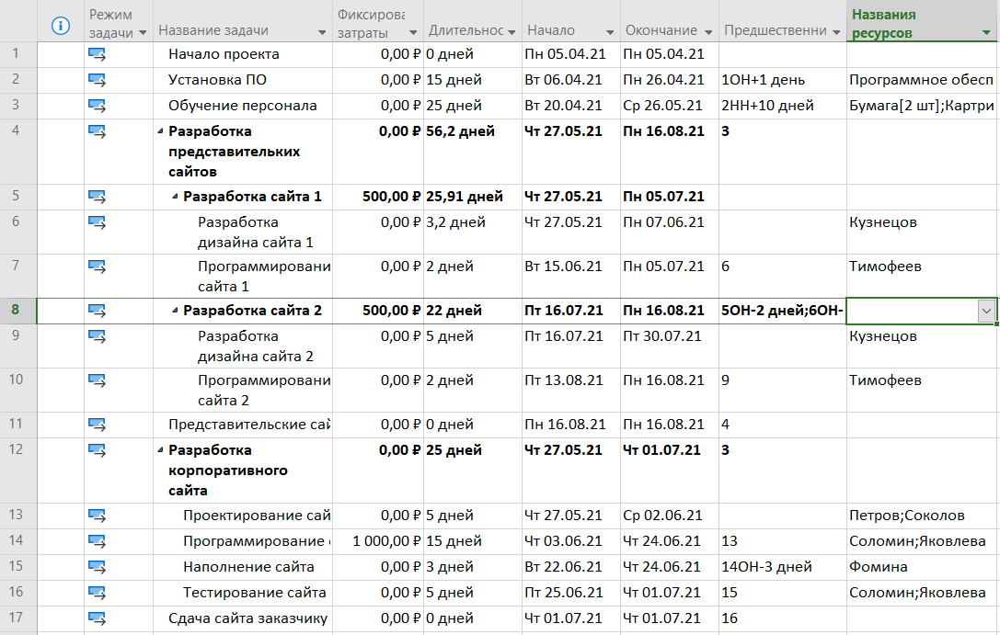 Режим задачи Название задачи Фиксирова затраты Длительнос Начало Окончание Предшественни Названия ресурсов
1 Начало проекта 0,00 ₽ 0 дней Пн 05.04.21 Пн 05.04.21
2 Установка ПО 0,00 ₽ 15 дней Вт 06.04.21 Пн 26.04.21 1ОН+1 день Программное обесп
3 Обучение персонала 0,00 ₽ 25 дней Вт 20.04.21 Ср 26.05.21 2НН+10 дней Бумага[2 шт];Картри
4 Разработка представительких сайтов 0,00 ₽ 56,2 дней Чт 27.05.21 Пн 16.08.21 3
5 Разработка сайта 1 500,00 ₽ 25,91 дней Чт 27.05.21 Пн 05.07.21
6 Разработка дизайна сайта 1 0,00 ₽ 3,2 дней Чт 27.05.21 Пн 07.06.21 Кузнецов
7 Программировани сайта 1 0,00 ₽ 2 дней Вт 15.06.21 Пн 05.07.21 6 Тимофеев
8 Разработка сайта 2 500,00 ₽ 22 дней Пт 16.07.21 Пн 16.08.21 5ОН-2 дней;6ОН-
9 Разработка дизайна сайта 2 0,00 ₽ 5 дней Пт 16.07.21 Пт 30.07.21 Кузнецов
10 Программировани сайта 2 0,00 ₽ 2 дней Пт 13.08.21 Пн 16.08.21 9 Тимофеев
11 Представительские сай 0,00 ₽ 0 дней Пн 16.08.21 Пн 16.08.21 4
12 Разработка корпоративного сайта 0,00 ₽ 25 дней Чт 27.05.21 Чт 01.07.21 3
13 Проектирование сай 0,00 ₽ 5 дней Чт 27.05.21 Ср 02.06.21 Петров;Соколов
14 Программирование 1 000,00 ₽ 15 дней Чт 03.06.21 Чт 24.06.21 13 Соломин;Яковлева
15 Наполнение сайта 0,00 ₽ 3 дней Вт 22.06.21 Чт 24.06.21 14ОН-3 дней Фомина
16 Тестирование сайта 0,00 ₽ 5 дней Пт 25.06.21 Чт 01.07.21 15 Соломин;Яковлева
17 Сдача сайта заказчику 0,00 ₽ 0 дней Чт 01.07.21 Чт 01.07.21 16